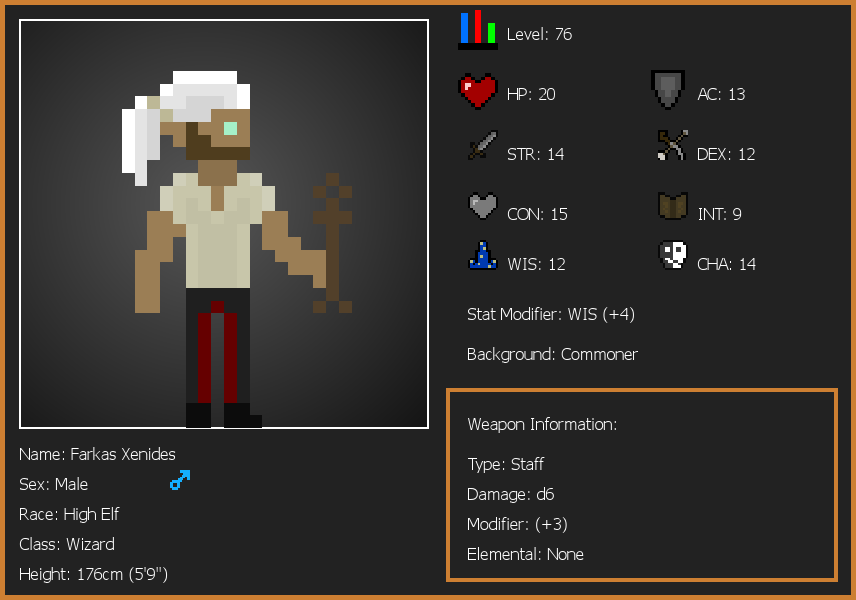 Level: 76
HP: 20
AC: 13
STR: 14
DEX: 12
CON: 15
INT: 9
WIS: 12
CHA: 14
Stat Modifier: WIS (+4)
Background: Commoner
Weapon Information:
Type: Staff
Damage: d6
Modifier: (+3)
Elemental: None
Name: Farkas Xenides
Sex: Male
Race: High Elf
Class: Wizard
Height: 176cm (5'9")